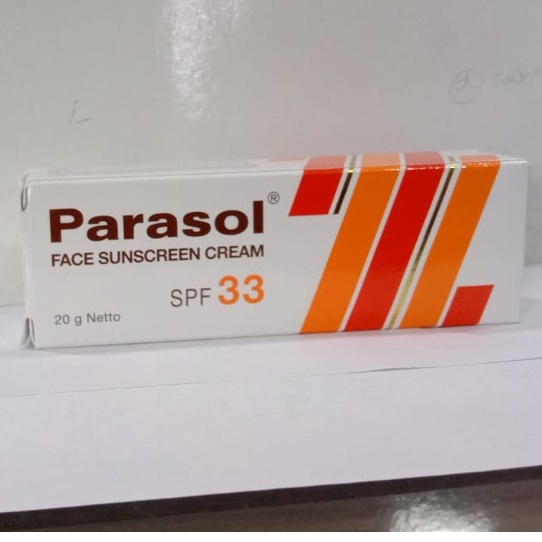 Parasol®
FACE SUNSCREEN CREAM
SPF 33
20 g Netto